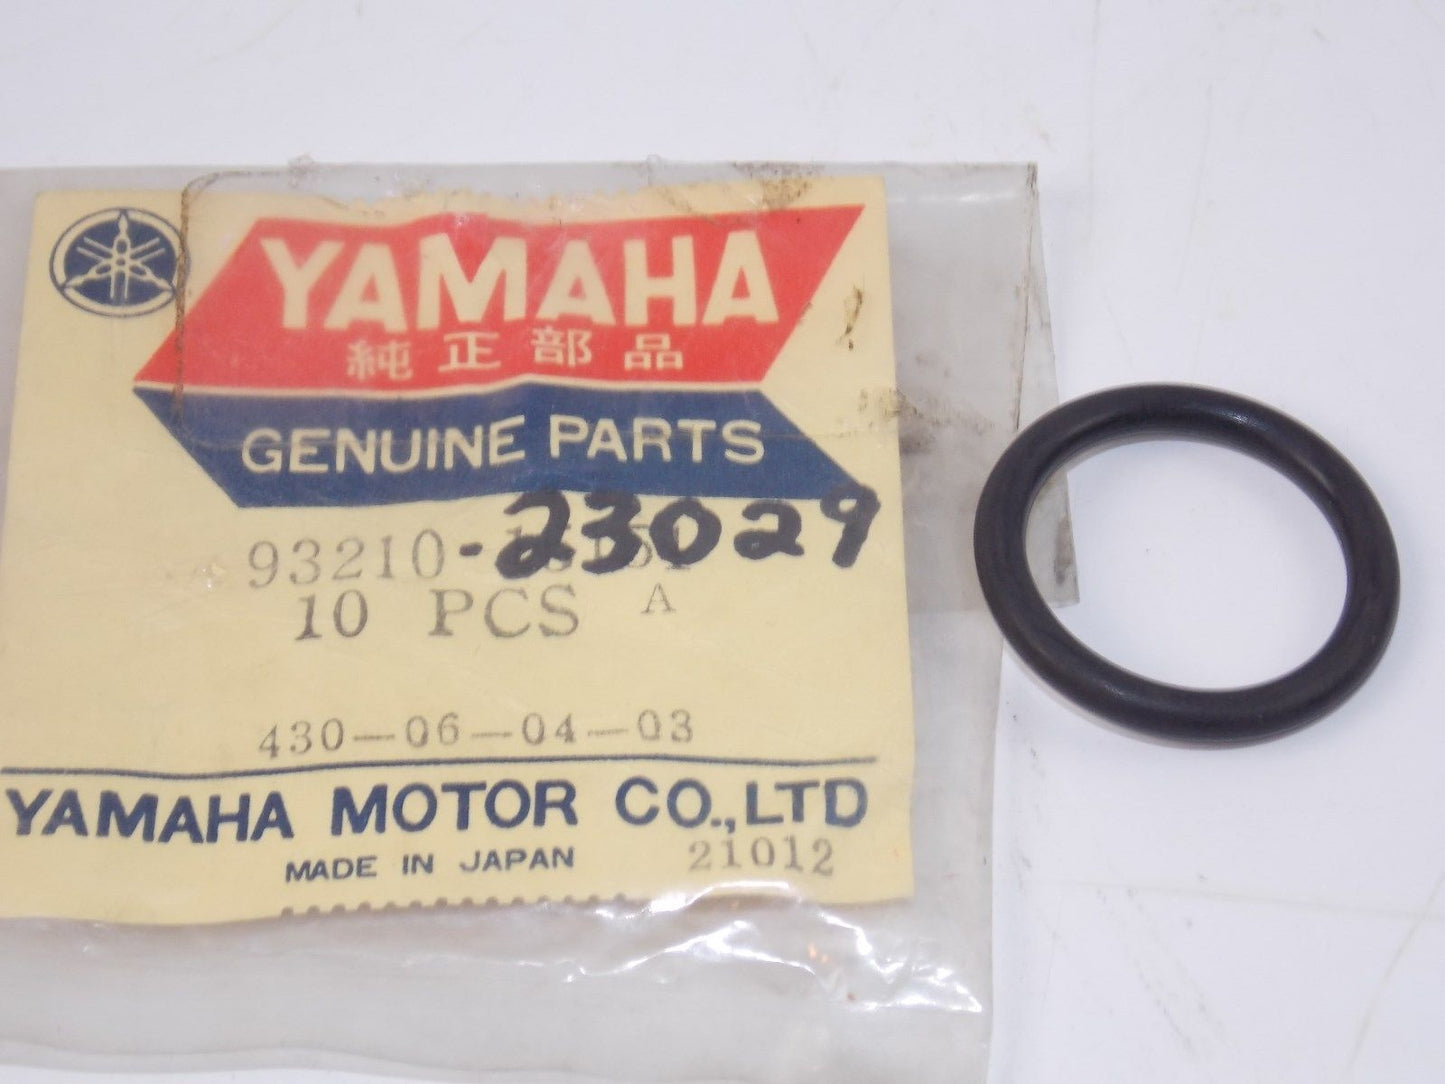 YAMAHA
純正部品
GENUINE PARTS
93210-23029
10 PCS A
430-06-04-03
YAMAHA MOTOR CO.,LTD
MADE IN JAPAN 21012